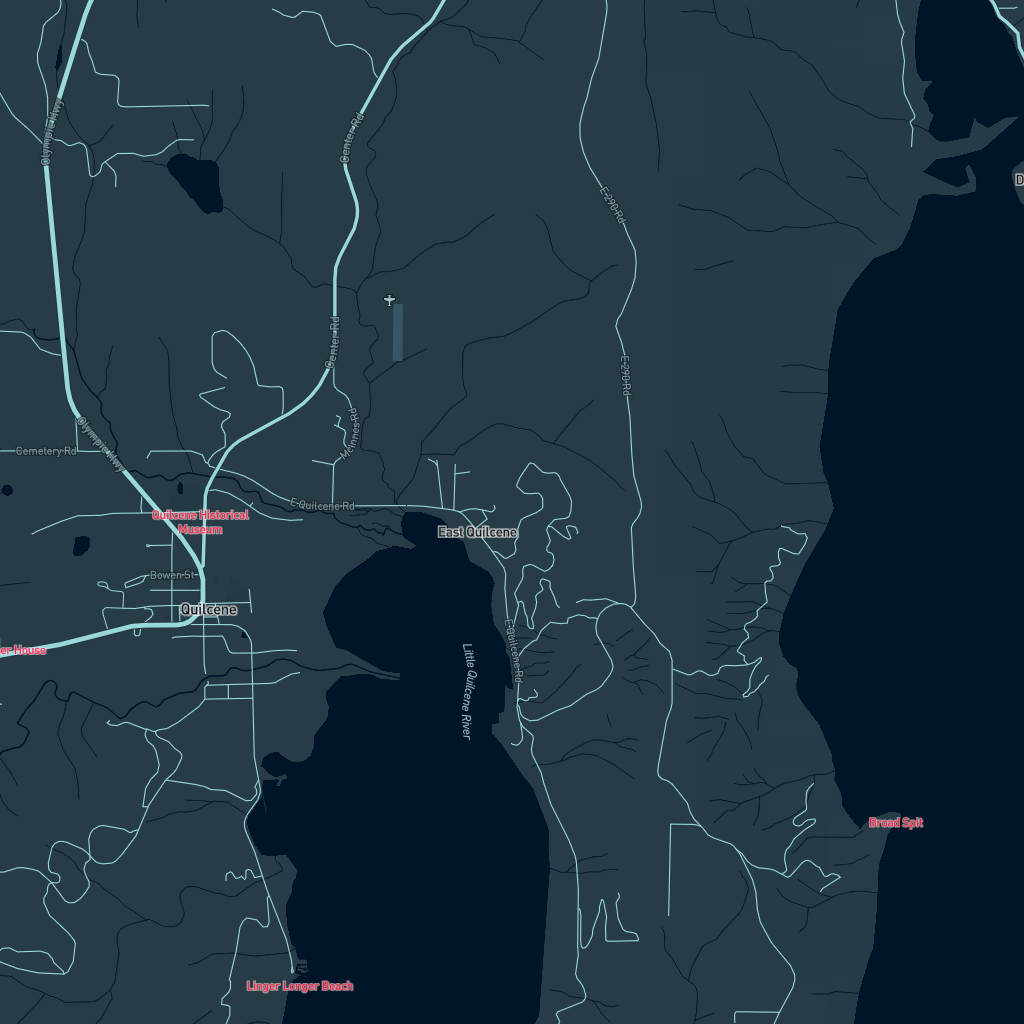 Olympic Hwy
Center Rd
D
E 290 Rd
Center Rd
E 290 Rd
McInnes Rd
Olympic Hwy
Cemetery Rd
E Quilcene Rd
Quilcene Historical
Museum
East Quilcene
Bowen St
Quilcene
er House
E Quilcene Rd
Little Quilcene River
Broad Spit
Linger Longer Beach